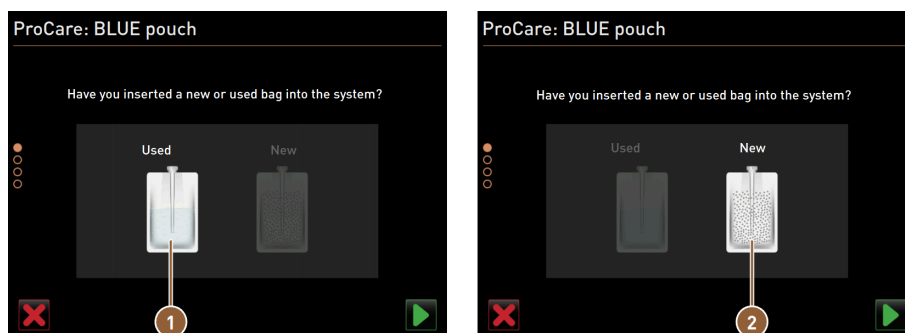 ProCare: BLUE pouch
Have you inserted a new or used bag into the system?
Used New
1
ProCare: BLUE pouch
Have you inserted a new or used bag into the system?
Used New
2